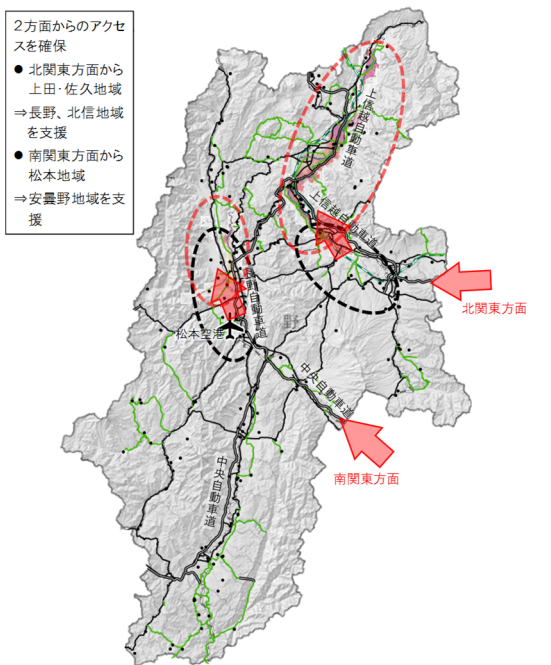 2方面からのアクセ
スを確保
● 北関東方面から
上田・佐久地域
⇒長野、北信地域
を支援
● 南関東方面から
松本地域
⇒安曇野地域を支
援
上信越自動車道
上信越自動車道
北関東方面
長野自動車道
野
松本空港
中央自動車道
南関東方面
中央自動車道